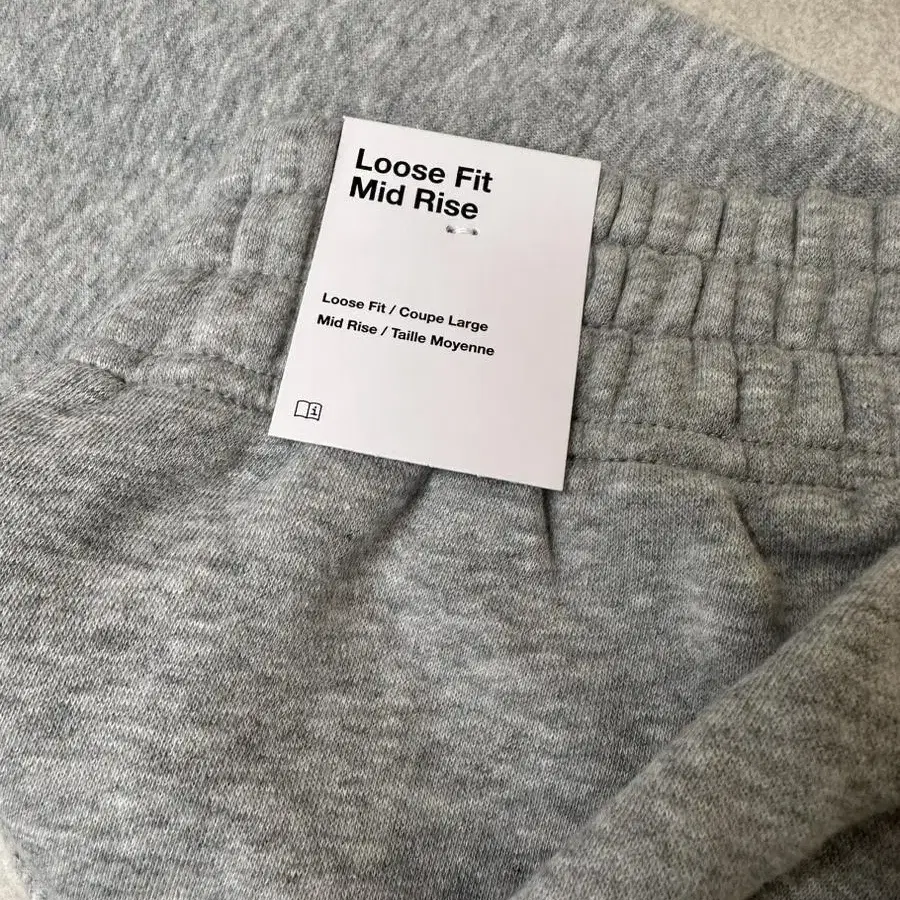 Loose Fit
Mid Rise
Loose Fit / Coupe Large
Mid Rise / Taille Moyenne
i